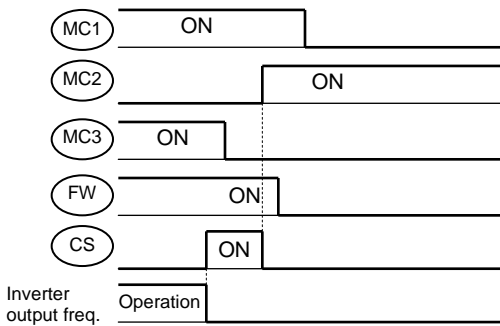 MC1 ON
MC2 ON
MC3 ON
FW ON
CS ON
Inverter
output freq. Operation